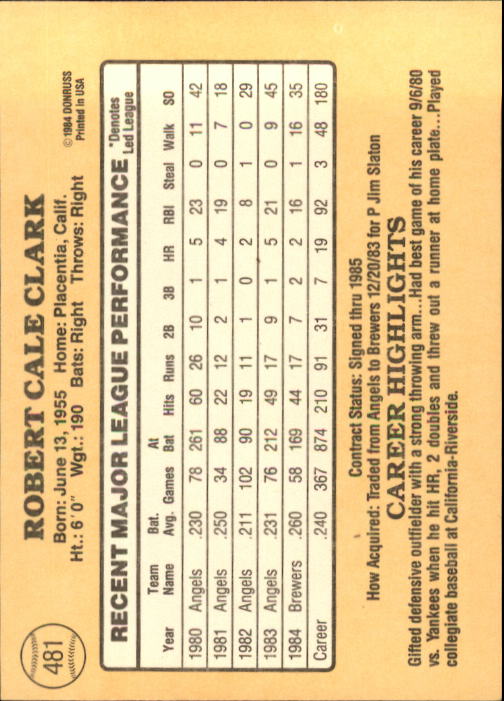 481
ROBERT CALE CLARK
Born: June 13, 1955 Home: Placentia, Calif.
Ht.: 6'0" Wgt.: 190 Bats: Right Throws: Right
©1984 DONRUSS
Printed in USA
RECENT MAJOR LEAGUE PERFORMANCE *Denotes Led League
Year Team Name Bat. Avg. Games At Bat Hits Runs 2B 3B HR RBI Steal Walk SO
1980 Angels .230 78 261 60 26 10 1 5 23 0 11 42
1981 Angels .250 34 88 22 12 2 1 4 19 0 7 18
1982 Angels .211 102 90 19 11 1 0 2 8 1 0 29
1983 Angels .231 76 212 49 17 9 1 5 21 0 9 45
1984 Brewers .260 58 169 44 17 7 2 2 16 1 16 35
Career .240 367 874 210 91 31 7 19 92 3 48 180
Contract Status: Signed thru 1985
How Acquired: Traded from Angels to Brewers 12/20/83 for P Jim Slaton
CAREER HIGHLIGHTS
Gifted defensive outfielder with a strong throwing arm...Had best game of his career 9/6/80
vs. Yankees when he hit HR, 2 doubles and threw out a runner at home plate...Played
collegiate baseball at California-Riverside.